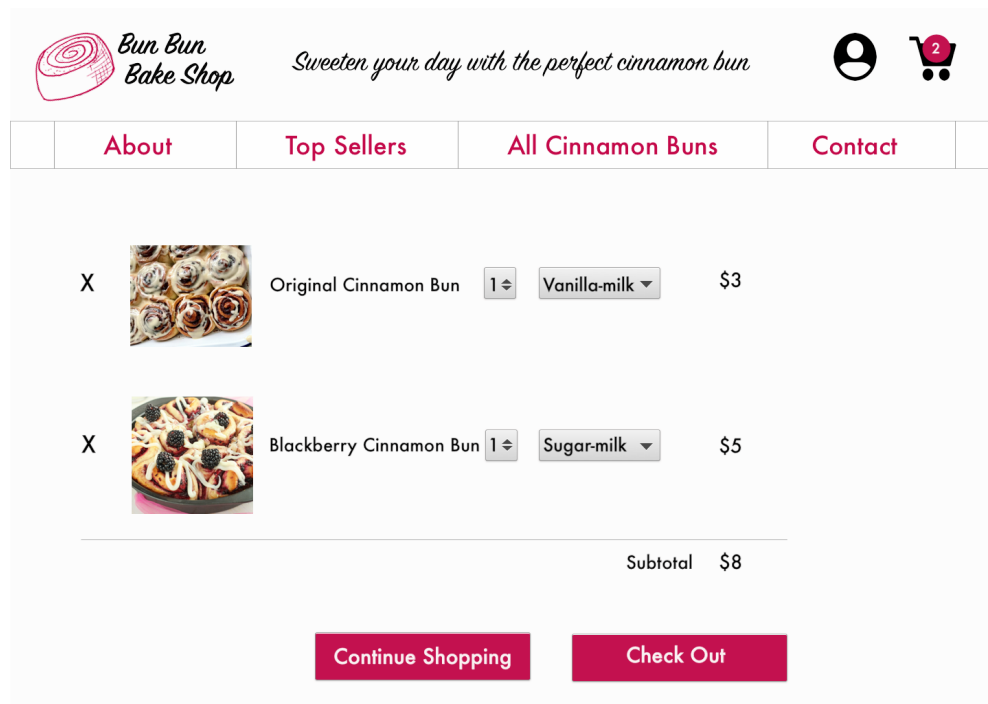 Bun Bun
Bake Shop
Sweeten your day with the perfect cinnamon bun
2
About Top Sellers All Cinnamon Buns Contact
X Original Cinnamon Bun 1 Vanilla-milk $3
X Blackberry Cinnamon Bun 1 Sugar-milk $5
Subtotal $8
Continue Shopping Check Out